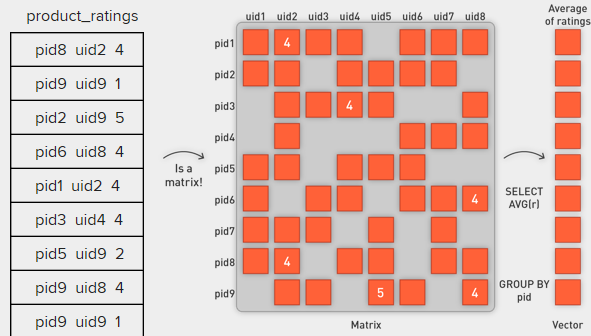 product_ratings
pid8 uid2 4
pid9 uid9 1
pid2 uid9 5
pid6 uid8 4
pid1 uid2 4
pid3 uid4 4
pid5 uid9 2
pid9 uid8 4
pid9 uid9 1
Is a
matrix!
uid1 uid2 uid3 uid4 uid5 uid6 uid7 uid8
pid1 4
pid2
pid3 4
pid4
pid5
pid6 4
pid7
pid8 4
pid9 5 4
Matrix
SELECT
AVG(r)
GROUP BY
pid
Average
of ratings
Vector